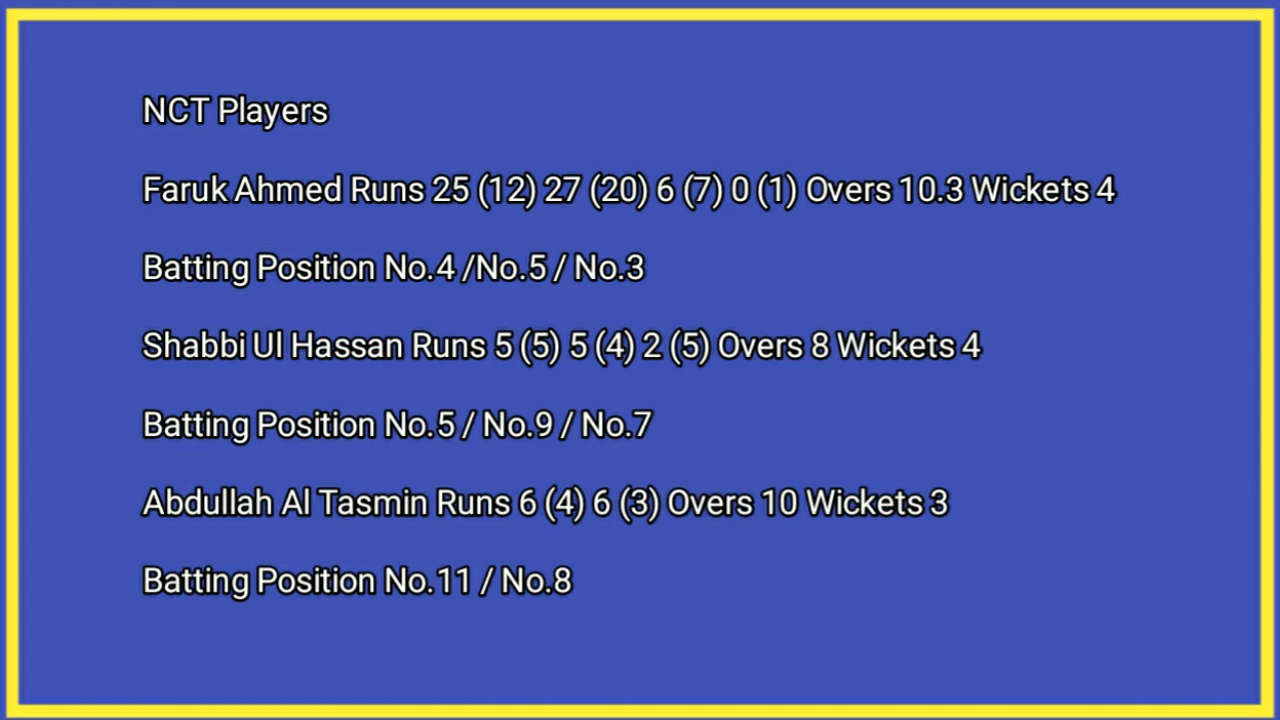 NCT Players
Faruk Ahmed Runs 25 (12) 27 (20) 6 (7) 0 (1) Overs 10.3 Wickets 4
Batting Position No.4 /No.5 / No.3
Shabbi Ul Hassan Runs 5 (5) 5 (4) 2 (5) Overs 8 Wickets 4
Batting Position No.5 / No.9 / No.7
Abdullah Al Tasmin Runs 6 (4) 6 (3) Overs 10 Wickets 3
Batting Position No.11 / No.8